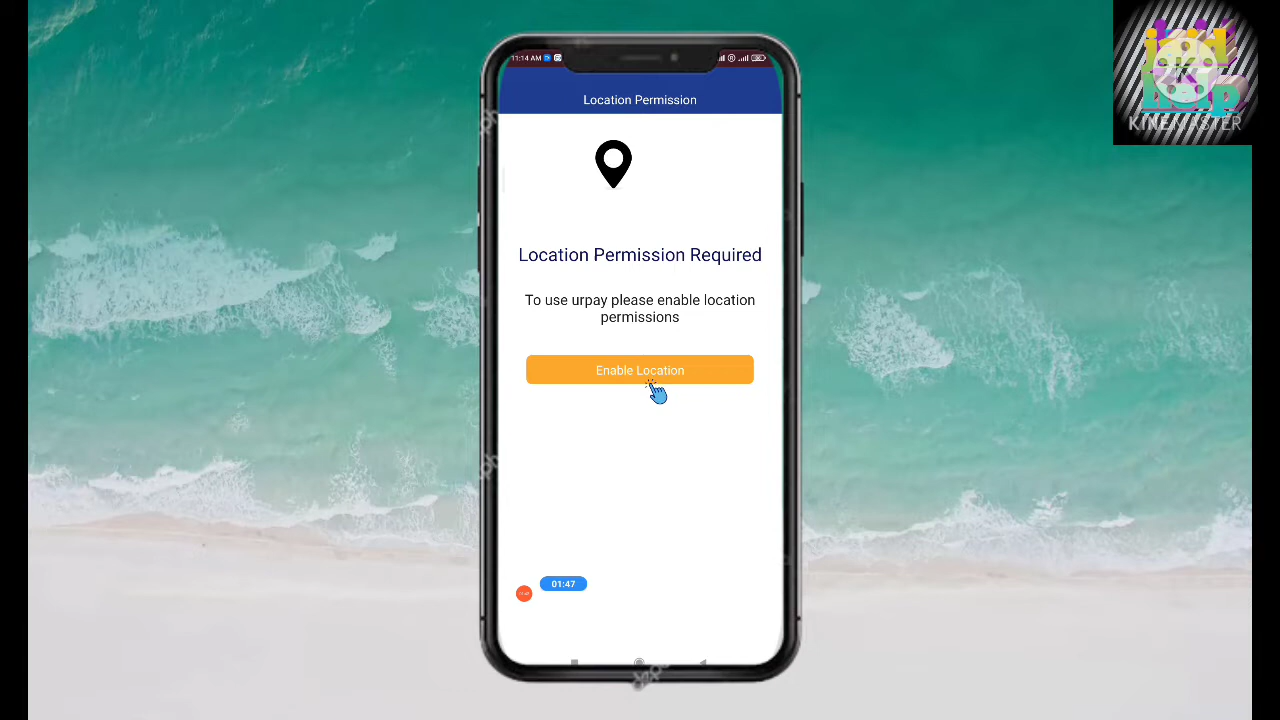 11:14 AM
Location Permission
KINEMASTER
Location Permission Required
To use urpay please enable location
permissions
Enable Location
01:47